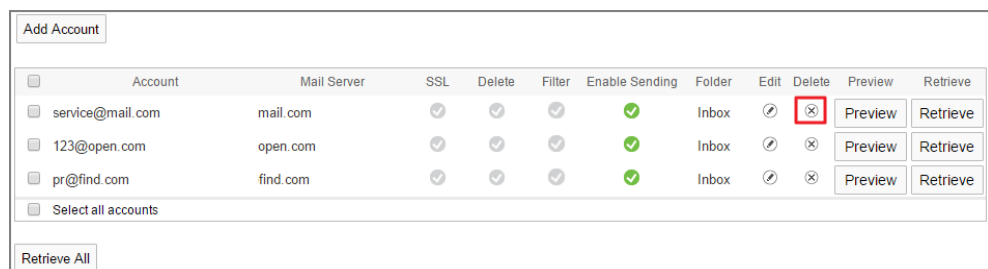 Add Account
Account Mail Server SSL Delete Filter Enable Sending Folder Edit Delete Preview Retrieve
service@mail.com mail.com Inbox Preview Retrieve
123@open.com open.com Inbox Preview Retrieve
pr@find.com find.com Inbox Preview Retrieve
Select all accounts
Retrieve All